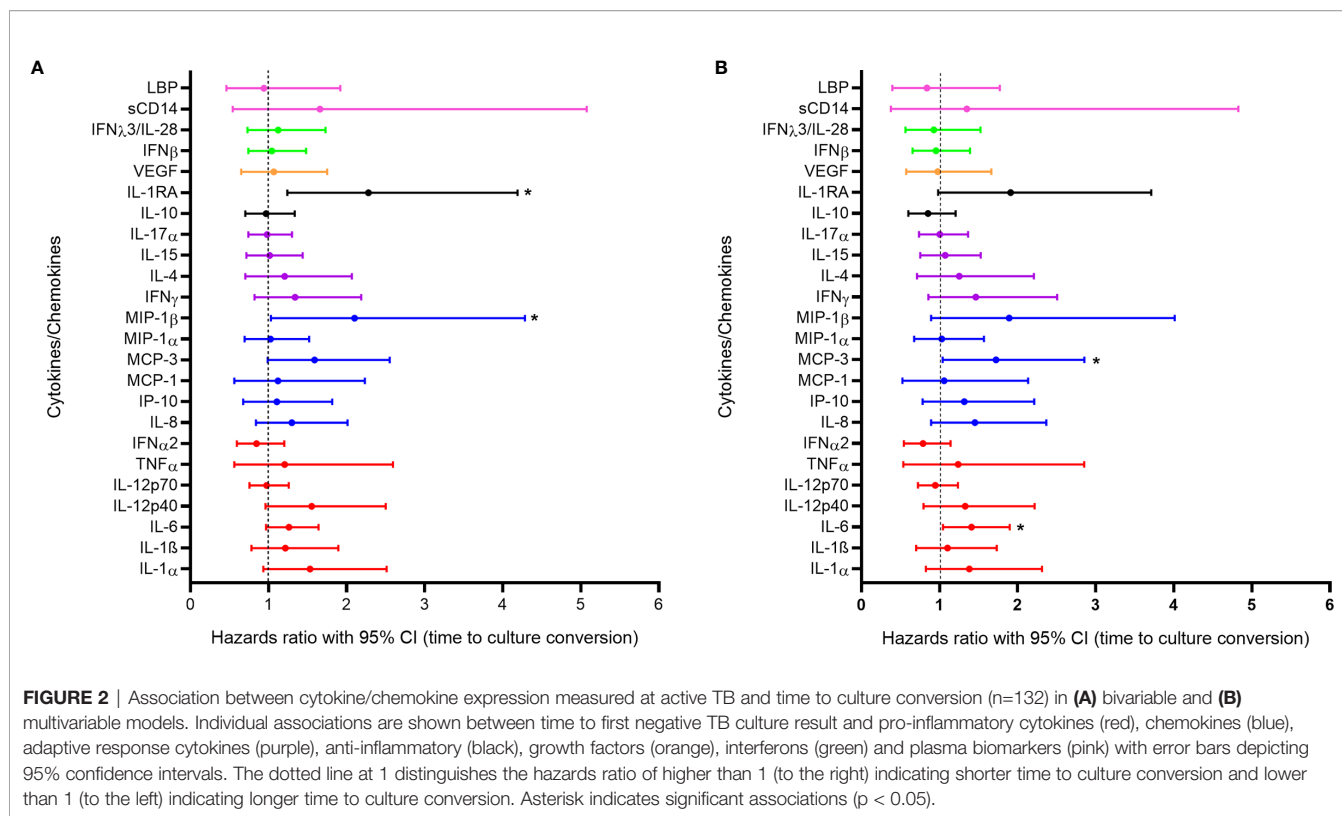 A
LBP
sCD14
IFNλ3/IL-28
IFNβ
VEGF
IL-1RA
*
IL-10
IL-17α
IL-15
IL-4
IFNγ
MIP-1β
*
MIP-1α
MCP-3
MCP-1
IP-10
IL-8
IFNα2
TNFα
IL-12p70
IL-12p40
IL-6
IL-1ß
IL-1α
Cytokines/Chemokines
0 1 2 3 4 5 6
Hazards ratio with 95% CI (time to culture conversion)
B
LBP
sCD14
IFNλ3/IL-28
IFNβ
VEGF
IL-1RA
IL-10
IL-17α
IL-15
IL-4
IFNγ
MIP-1β
MIP-1α
MCP-3
*
MCP-1
IP-10
IL-8
IFNα2
TNFα
IL-12p70
IL-12p40
IL-6
*
IL-1ß
IL-1α
Cytokines/Chemokines
0 1 2 3 4 5 6
Hazards ratio with 95% CI (time to culture conversion)
FIGURE 2 | Association between cytokine/chemokine expression measured at active TB and time to culture conversion (n=132) in (A) bivariable and (B)
multivariable models. Individual associations are shown between time to first negative TB culture result and pro-inflammatory cytokines (red), chemokines (blue),
adaptive response cytokines (purple), anti-inflammatory (black), growth factors (orange), interferons (green) and plasma biomarkers (pink) with error bars depicting
95% confidence intervals. The dotted line at 1 distinguishes the hazards ratio of higher than 1 (to the right) indicating shorter time to culture conversion and lower
than 1 (to the left) indicating longer time to culture conversion. Asterisk indicates significant associations (p < 0.05).